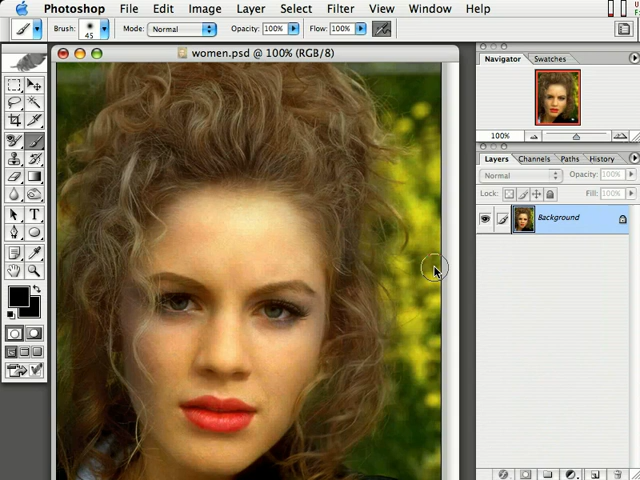 Photoshop File Edit Image Layer Select Filter View Window Help
Brush: 45 Mode: Normal Opacity: 100% Flow: 100%
women.psd @ 100% (RGB/8)
Navigator Swatches
100%
Layers Channels Paths History
Normal Opacity: 100%
Lock: Fill: 100%
Background
T